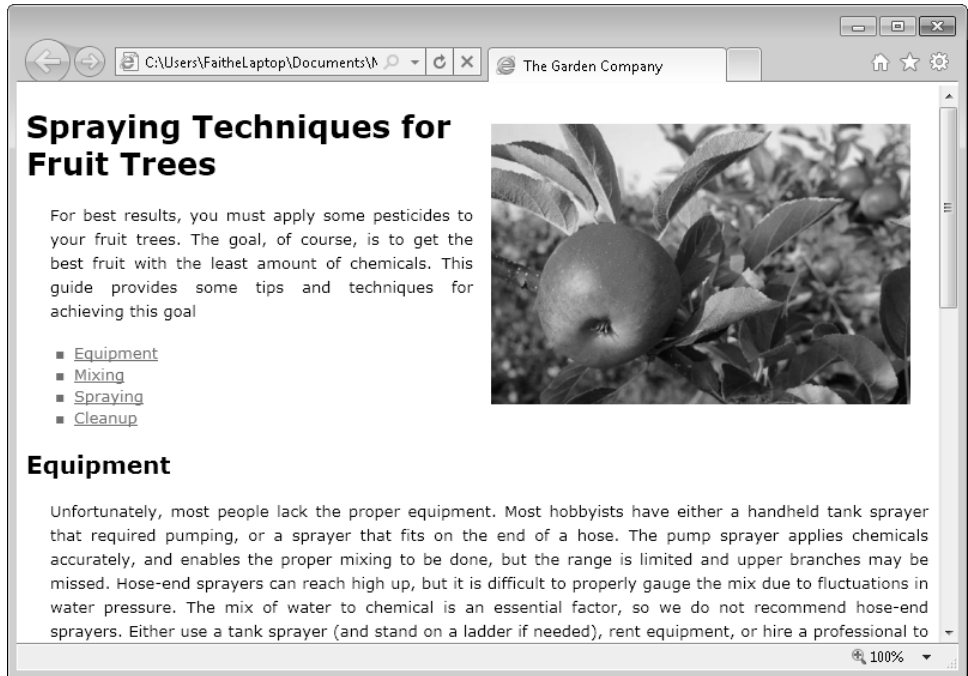 C:\Users\FaitheLaptop\Documents\N
The Garden Company
Spraying Techniques for
Fruit Trees
For best results, you must apply some pesticides to
your fruit trees. The goal, of course, is to get the
best fruit with the least amount of chemicals. This
guide provides some tips and techniques for
achieving this goal
Equipment
Mixing
Spraying
Cleanup
Equipment
Unfortunately, most people lack the proper equipment. Most hobbyists have either a handheld tank sprayer
that required pumping, or a sprayer that fits on the end of a hose. The pump sprayer applies chemicals
accurately, and enables the proper mixing to be done, but the range is limited and upper branches may be
missed. Hose-end sprayers can reach high up, but it is difficult to properly gauge the mix due to fluctuations in
water pressure. The mix of water to chemical is an essential factor, so we do not recommend hose-end
sprayers. Either use a tank sprayer (and stand on a ladder if needed), rent equipment, or hire a professional to
100%